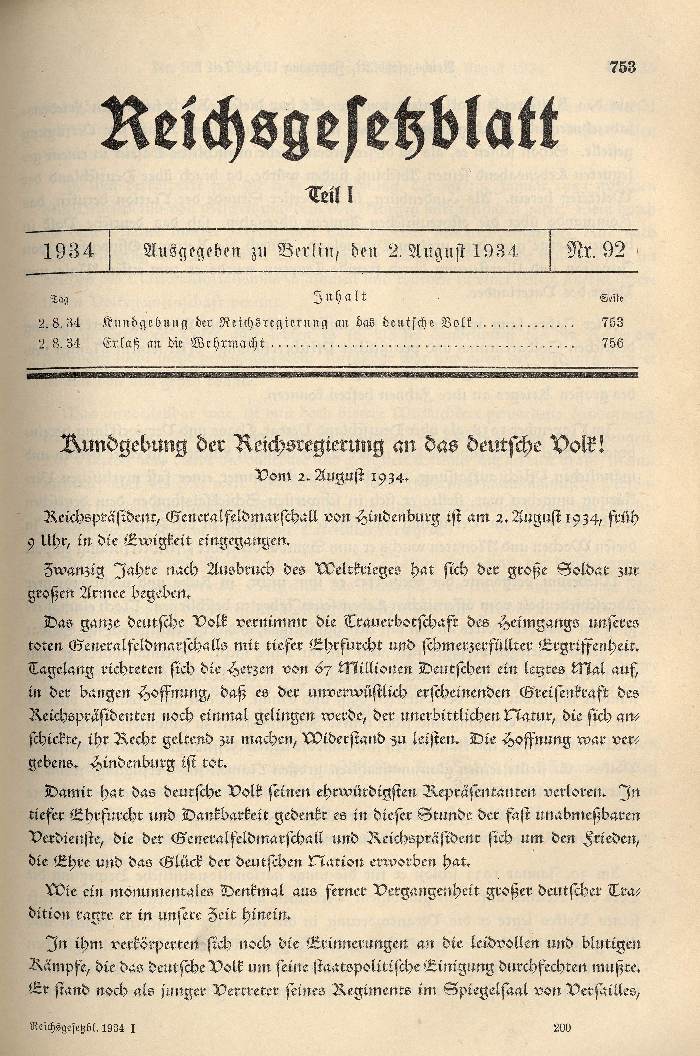 753
Reichsgesetzblatt
Teil I
1934 Ausgegeben zu Berlin, den 2. August 1934 Nr. 92
Tag Inhalt Seite
2. 8. 34 Kundgebung der Reichsregierung an das deutsche Volk.............. 753
2. 8. 34 Erlaß an die Wehrmacht.......................................... 756
Kundgebung der Reichsregierung an das deutsche Volk!
Vom 2. August 1934.
Reichspräsident, Generalfeldmarschall von Hindenburg ist am 2. August 1934, früh
9 Uhr, in die Ewigkeit eingegangen.
Zwanzig Jahre nach Ausbruch des Weltkrieges hat sich der große Soldat zur
großen Armee begeben.
Das ganze deutsche Volk vernimmt die Trauerbotschaft des Heimgangs unseres
toten Generalfeldmarschalls mit tiefer Ehrfurcht und schmerzerfüllter Ergriffenheit.
Tagelang richteten sich die Herzen von 67 Millionen Deutschen ein letztes Mal auf,
in der bangen Hoffnung, daß es der unverwüstlich erscheinenden Greisenkraft des
Reichspräsidenten noch einmal gelingen werde, der unerbittlichen Natur, die sich an-
schickte, ihr Recht geltend zu machen, Widerstand zu leisten. Die Hoffnung war ver-
gebens. Hindenburg ist tot.
Damit hat das deutsche Volk seinen ehrwürdigsten Repräsentanten verloren. In
tiefer Ehrfurcht und Dankbarkeit gedenkt es in dieser Stunde der fast unabmeßbaren
Verdienste, die der Generalfeldmarschall und Reichspräsident sich um den Frieden,
die Ehre und das Glück der deutschen Nation erworben hat.
Wie ein monumentales Denkmal aus ferner Vergangenheit großer deutscher Tra-
dition ragte er in unsere Zeit hinein.
In ihm verkörperten sich noch die Erinnerungen an die leidvollen und blutigen
Kämpfe, die das deutsche Volk um seine staatspolitische Einigung durchfechten mußte.
Er stand noch als junger Vertreter seines Regiments im Spiegelsaal von Versailles,
Reichsgesetzbl. 1934 I 200